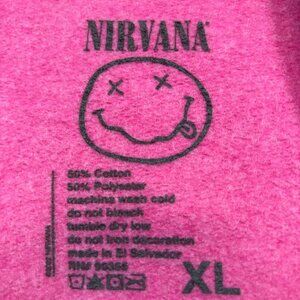 NIRVANA
50% Cotton
50% Polyester
machine wash cold
do not bleach
tumble dry low
do not iron decoration
made in El Salvador
RN#
XL